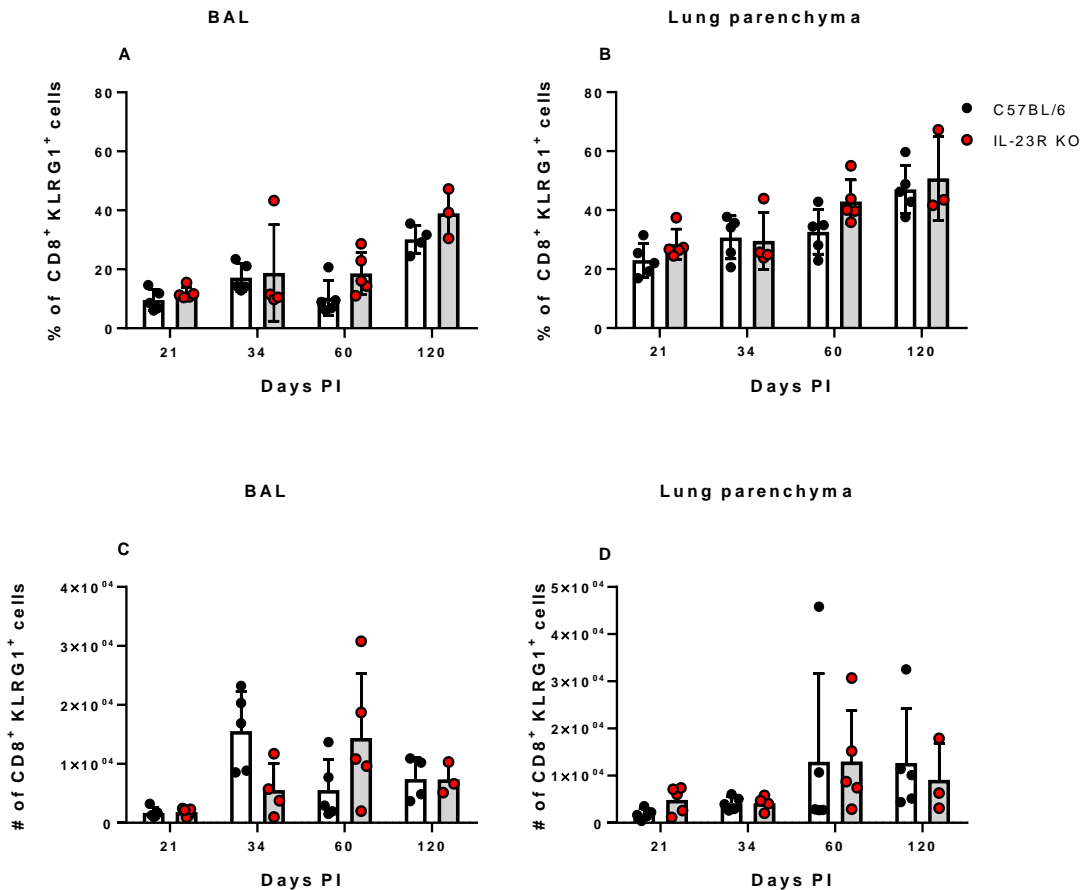 BAL
Lung parenchyma
A
B
% of CD8⁺ KLRG1⁺ cells
80
60
40
20
0
21 34 60 120
Days PI
% of CD8⁺ KLRG1⁺ cells
80
60
40
20
0
21 34 60 120
Days PI
C57BL/6
IL-23R KO
BAL
Lung parenchyma
C
D
# of CD8⁺ KLRG1⁺ cells
4×10⁰⁴
3×10⁰⁴
2×10⁰⁴
1×10⁰⁴
0
21 34 60 120
Days PI
# of CD8⁺ KLRG1⁺ cells
5×10⁰⁴
4×10⁰⁴
3×10⁰⁴
2×10⁰⁴
1×10⁰⁴
0
21 34 60 120
Days PI